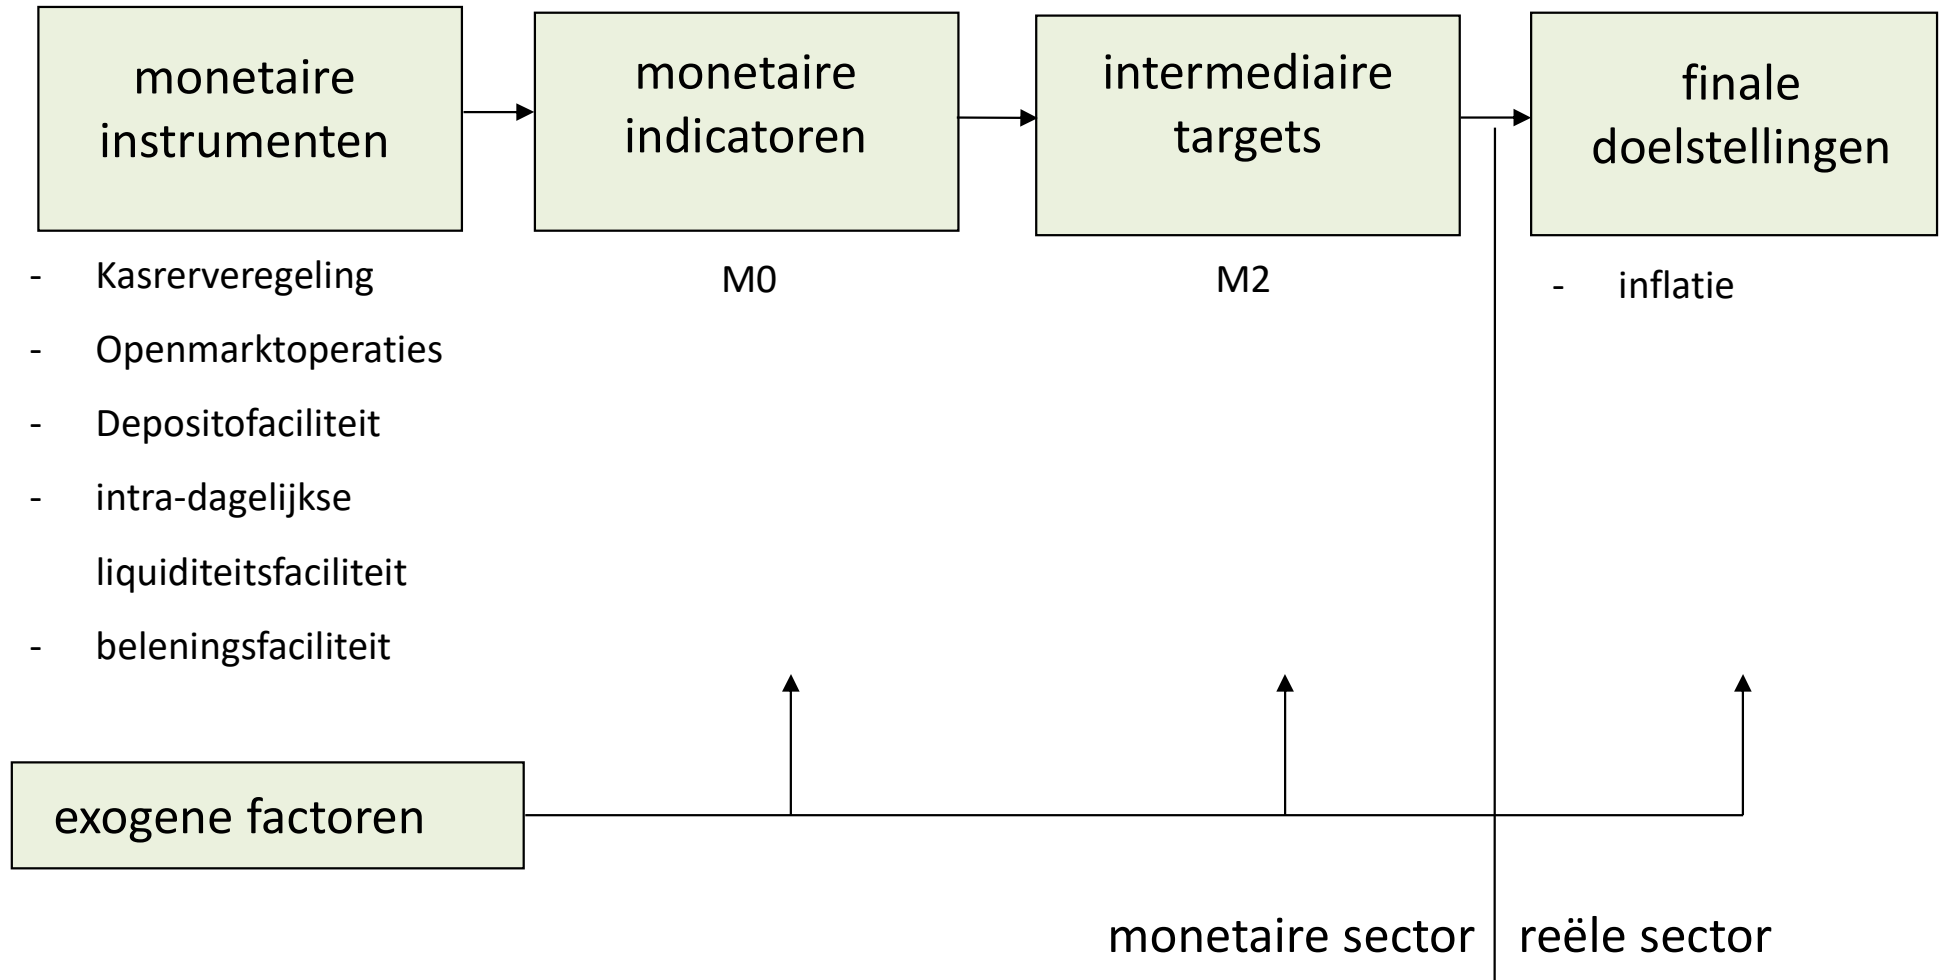 monetaire
instrumenten
monetaire
indicatoren
intermediaire
targets
finale
doelstellingen
- Kasrerveregeling
- Openmarktoperaties
- Depositofaciliteit
- intra-dagelijkse
liquiditeitsfaciliteit
- beleningsfaciliteit
M0
M2
- inflatie
exogene factoren
monetaire sector
reële sector